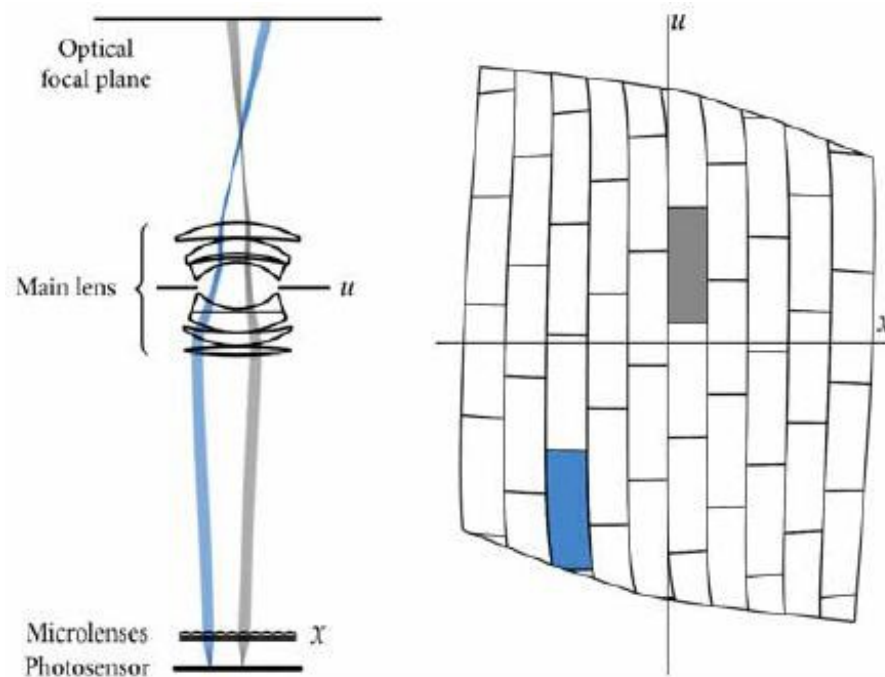 Optical
focal plane
Main lens
u
Microlenses
x
Photosensor
u
x